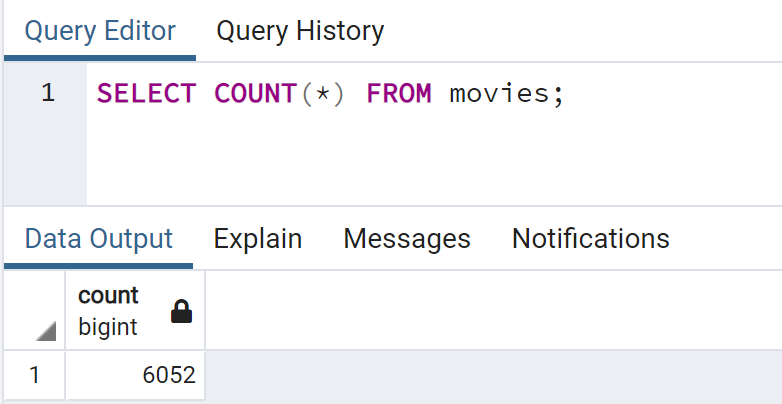 Query Editor Query History
1 SELECT COUNT(*) FROM movies;
Data Output Explain Messages Notifications
count
bigint
1 6052